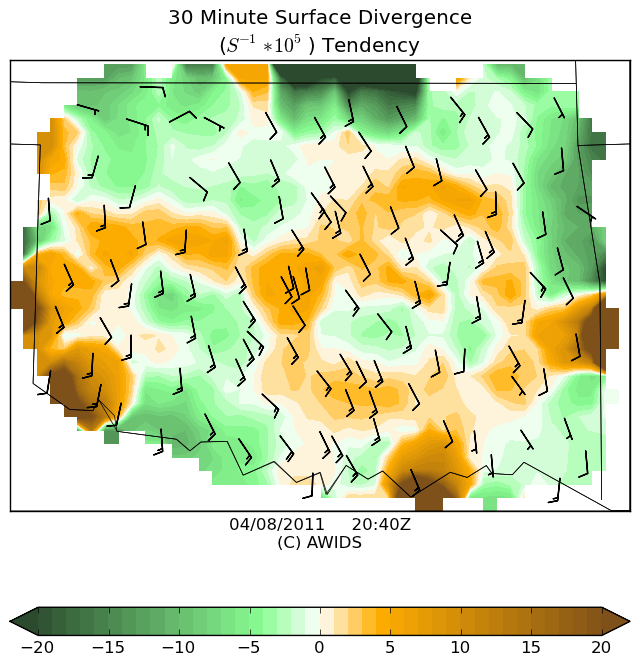 30 Minute Surface Divergence
(S⁻¹ * 10⁵ ) Tendency
04/08/2011 20:40Z
(C) AWIDS
−20 −15 −10 −5 0 5 10 15 20